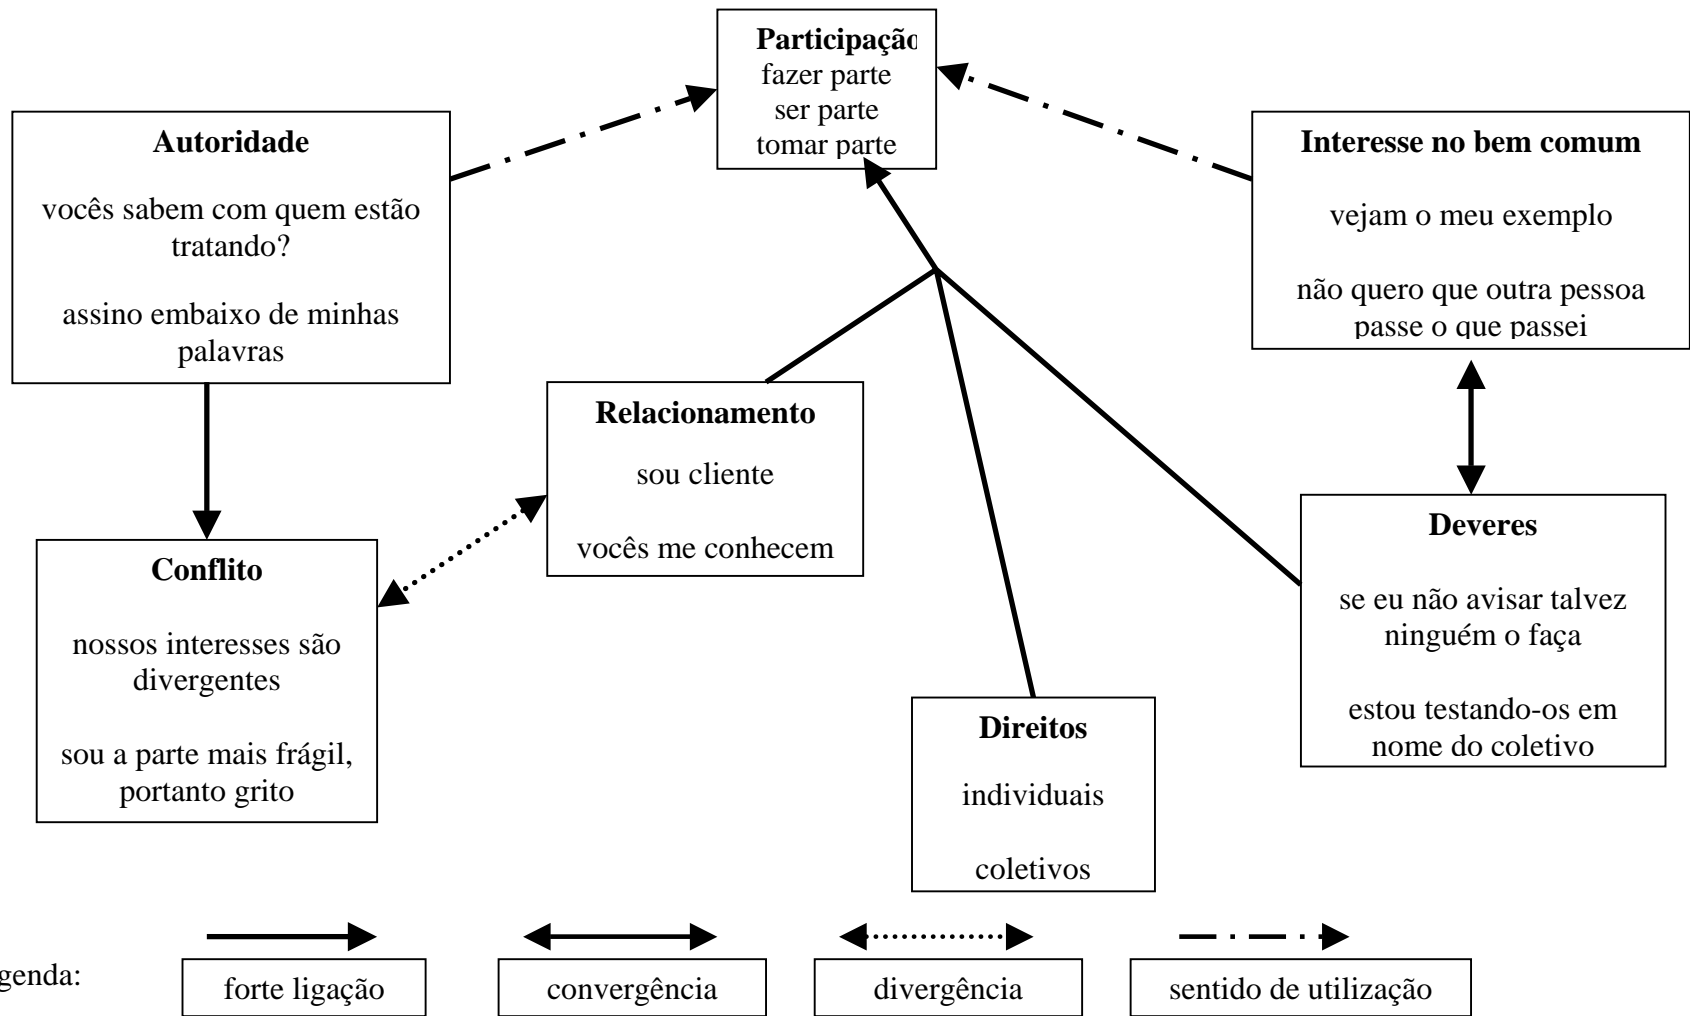 Participação
fazer parte
ser parte
tomar parte
Autoridade
vocês sabem com quem estão
tratando?
assino embaixo de minhas
palavras
Interesse no bem comum
vejam o meu exemplo
não quero que outra pessoa
passe o que passei
Relacionamento
sou cliente
vocês me conhecem
Conflito
nossos interesses são
divergentes
sou a parte mais frágil,
portanto grito
Deveres
se eu não avisar talvez
ninguém o faça
estou testando-os em
nome do coletivo
Direitos
individuais
coletivos
genda:
forte ligação
convergência
divergência
sentido de utilização